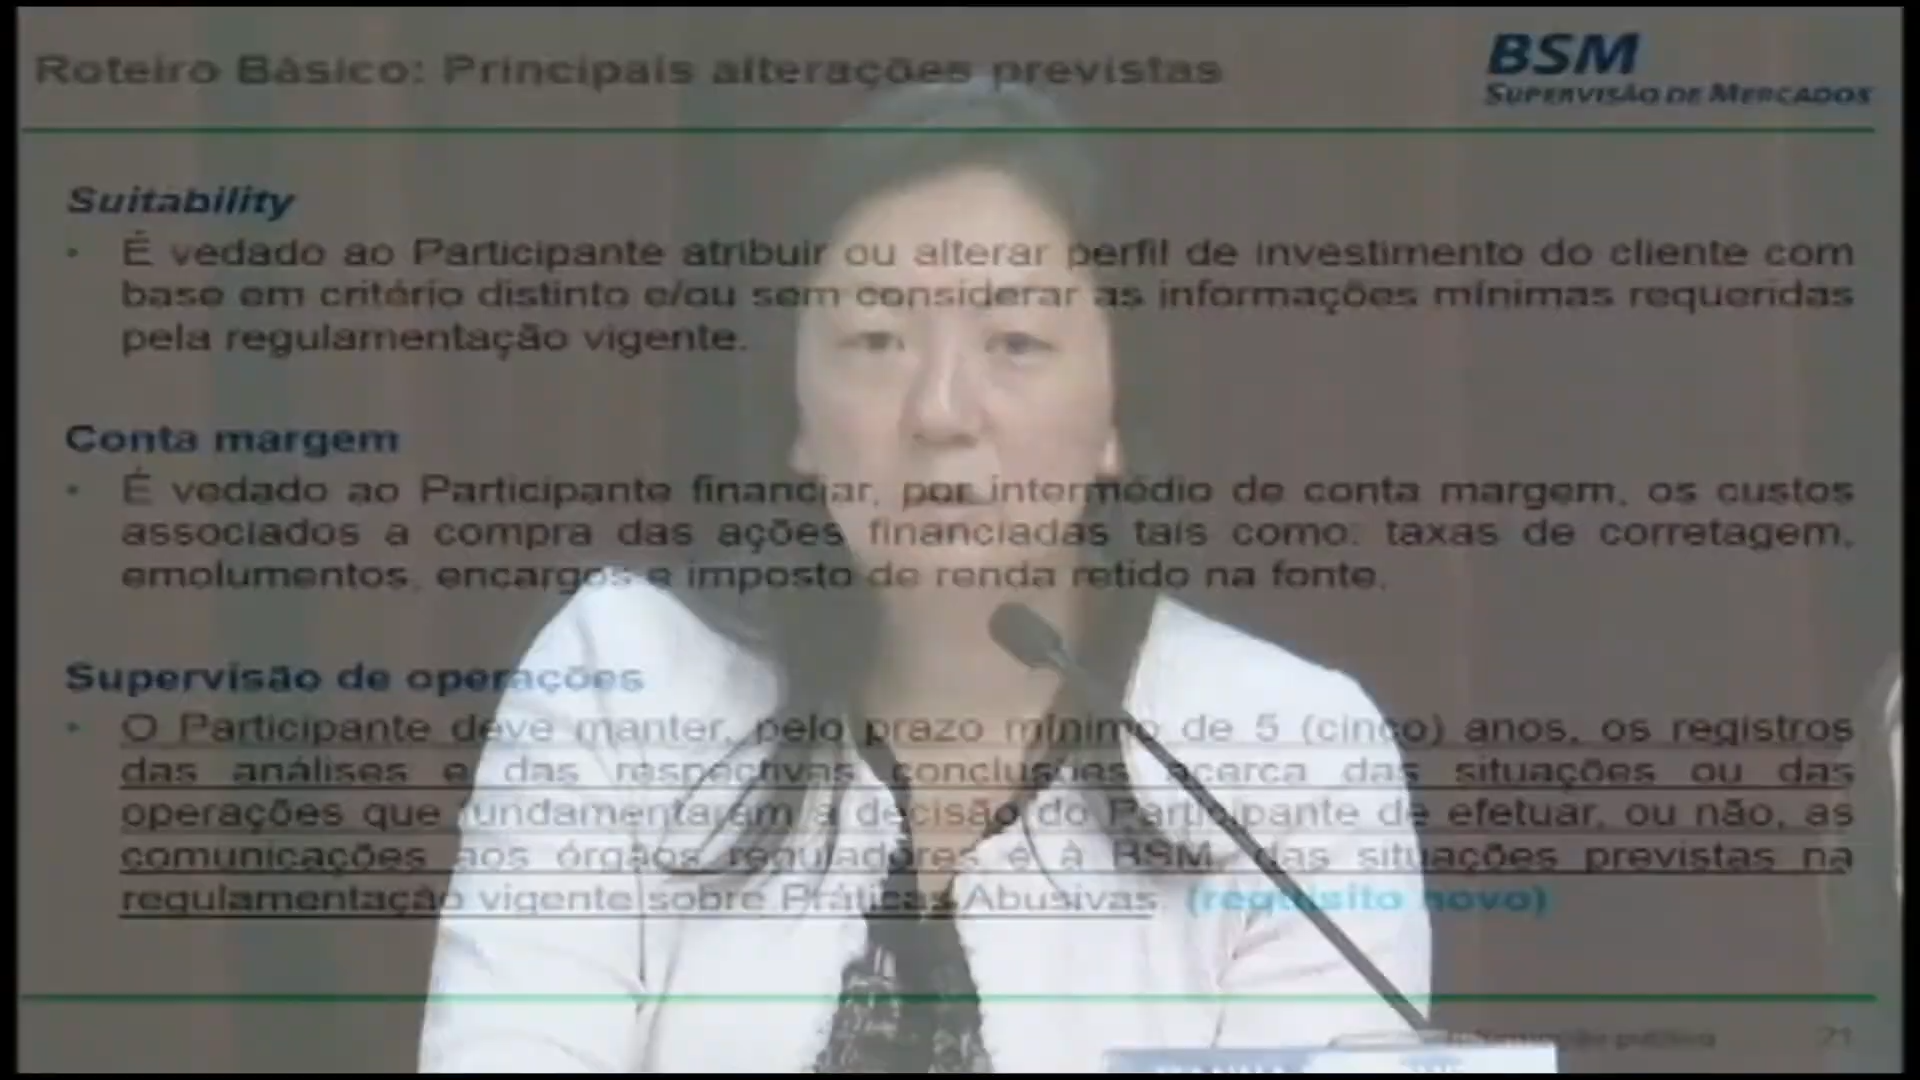 Roteiro Básico: Principais alterações previstas
BSM
SUPERVISÃO DE MERCADOS
Suitability
• É vedado ao Participante atribuir ou alterar perfil de investimento do cliente com
base em critério distinto e/ou sem considerar as informações mínimas requeridas
pela regulamentação vigente.
Conta margem
• É vedado ao Participante financiar, por intermédio de conta margem, os custos
associados a compra das ações financiadas tais como: taxas de corretagem,
emolumentos, encargos e imposto de renda retido na fonte.
Supervisão de operações
• O Participante deve manter, pelo prazo mínimo de 5 (cinco) anos, os registros
das análises e das respectivas conclusões acerca das situações ou das
operações que fundamentaram a decisão do Participante de efetuar, ou não, as
comunicações aos órgãos reguladores e à BSM, das situações previstas na
regulamentação vigente sobre Práticas Abusivas. (requisito novo)
Informação pública 21